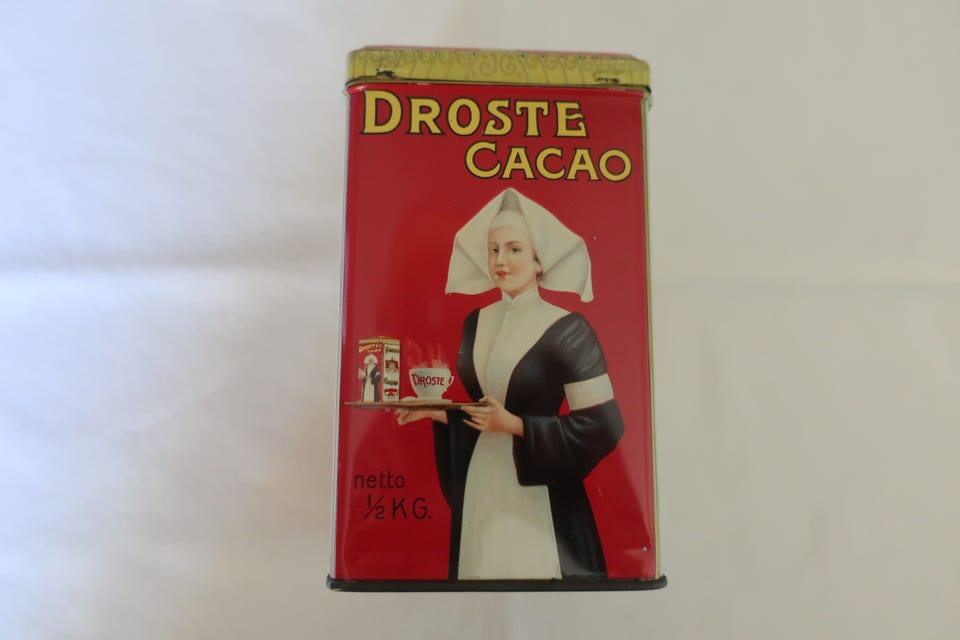 DROSTE
CACAO
DROSTE
netto
½ KG.